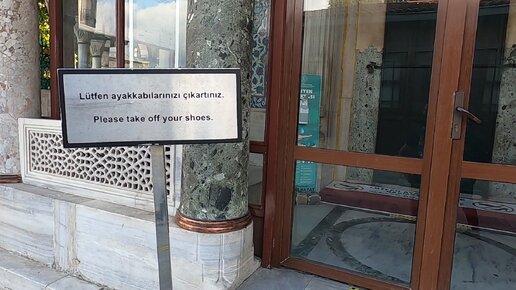 Lütfen ayakkabılarınızı çıkartınız.
Please take off your shoes.